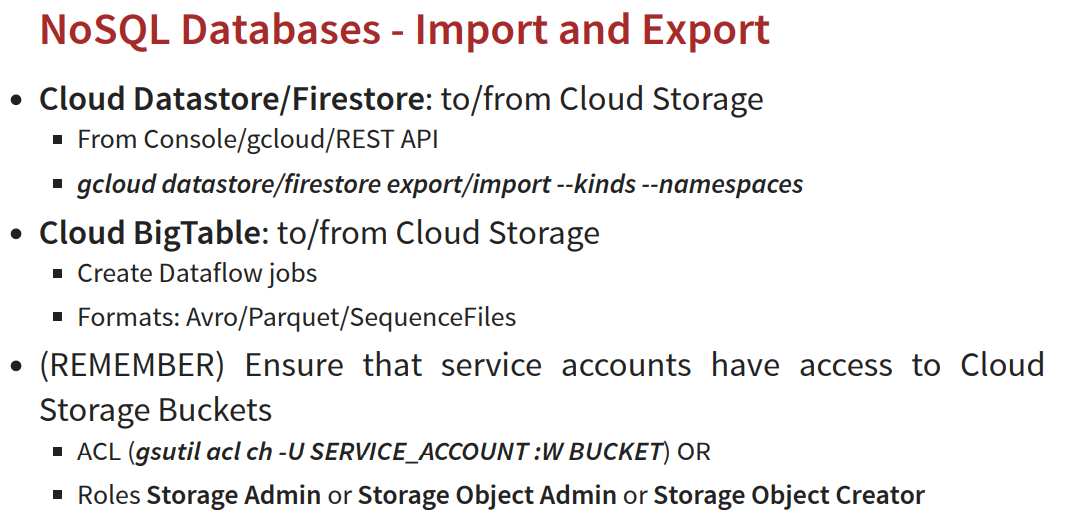 NoSQL Databases - Import and Export
• Cloud Datastore/Firestore: to/from Cloud Storage
▪ From Console/gcloud/REST API
▪ gcloud datastore/firestore export/import --kinds --namespaces
• Cloud BigTable: to/from Cloud Storage
▪ Create Dataflow jobs
▪ Formats: Avro/Parquet/SequenceFiles
• (REMEMBER) Ensure that service accounts have access to Cloud
Storage Buckets
▪ ACL (gsutil acl ch -U SERVICE_ACCOUNT :W BUCKET) OR
▪ Roles Storage Admin or Storage Object Admin or Storage Object Creator